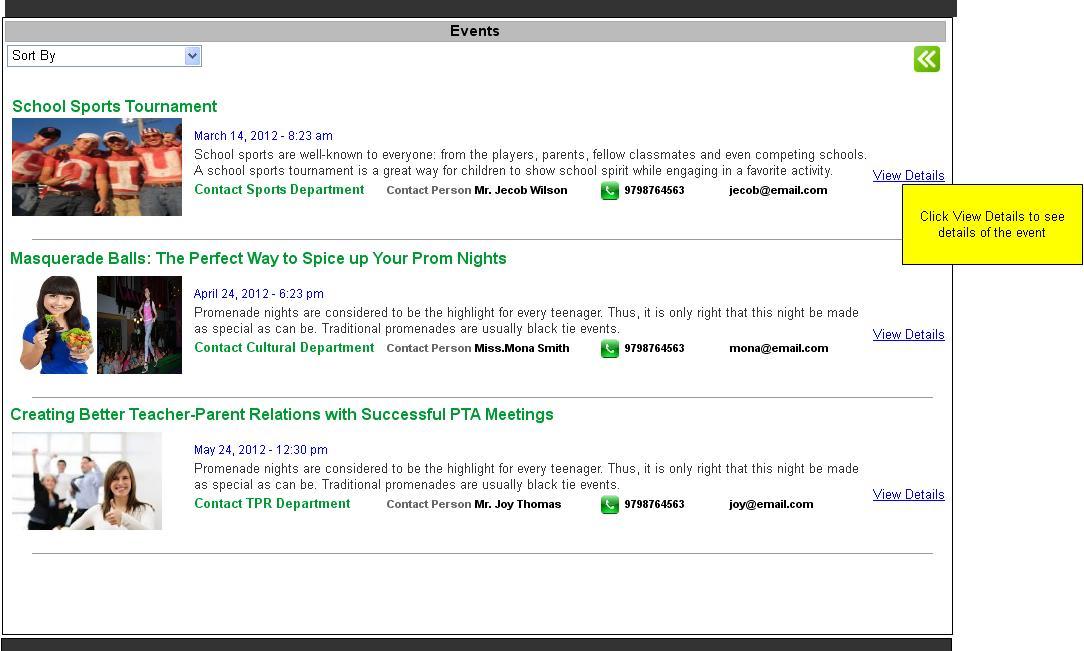 Events
Sort By
School Sports Tournament
March 14, 2012 - 8:23 am
School sports are well-known to everyone: from the players, parents, fellow classmates and even competing schools.
A school sports tournament is a great way for children to show school spirit while engaging in a favorite activity.
View Details
Contact Sports Department Contact Person Mr. Jecob Wilson 9798764563 jecob@email.com
Click View Details to see
details of the event
Masquerade Balls: The Perfect Way to Spice up Your Prom Nights
April 24, 2012 - 6:23 pm
Promenade nights are considered to be the highlight for every teenager. Thus, it is only right that this night be made
as special as can be. Traditional promenades are usually black tie events.
View Details
Contact Cultural Department Contact Person Miss.Mona Smith 9798764563 mona@email.com
Creating Better Teacher-Parent Relations with Successful PTA Meetings
May 24, 2012 - 12:30 pm
Promenade nights are considered to be the highlight for every teenager. Thus, it is only right that this night be made
as special as can be. Traditional promenades are usually black tie events.
View Details
Contact TPR Department Contact Person Mr. Joy Thomas 9798764563 joy@email.com